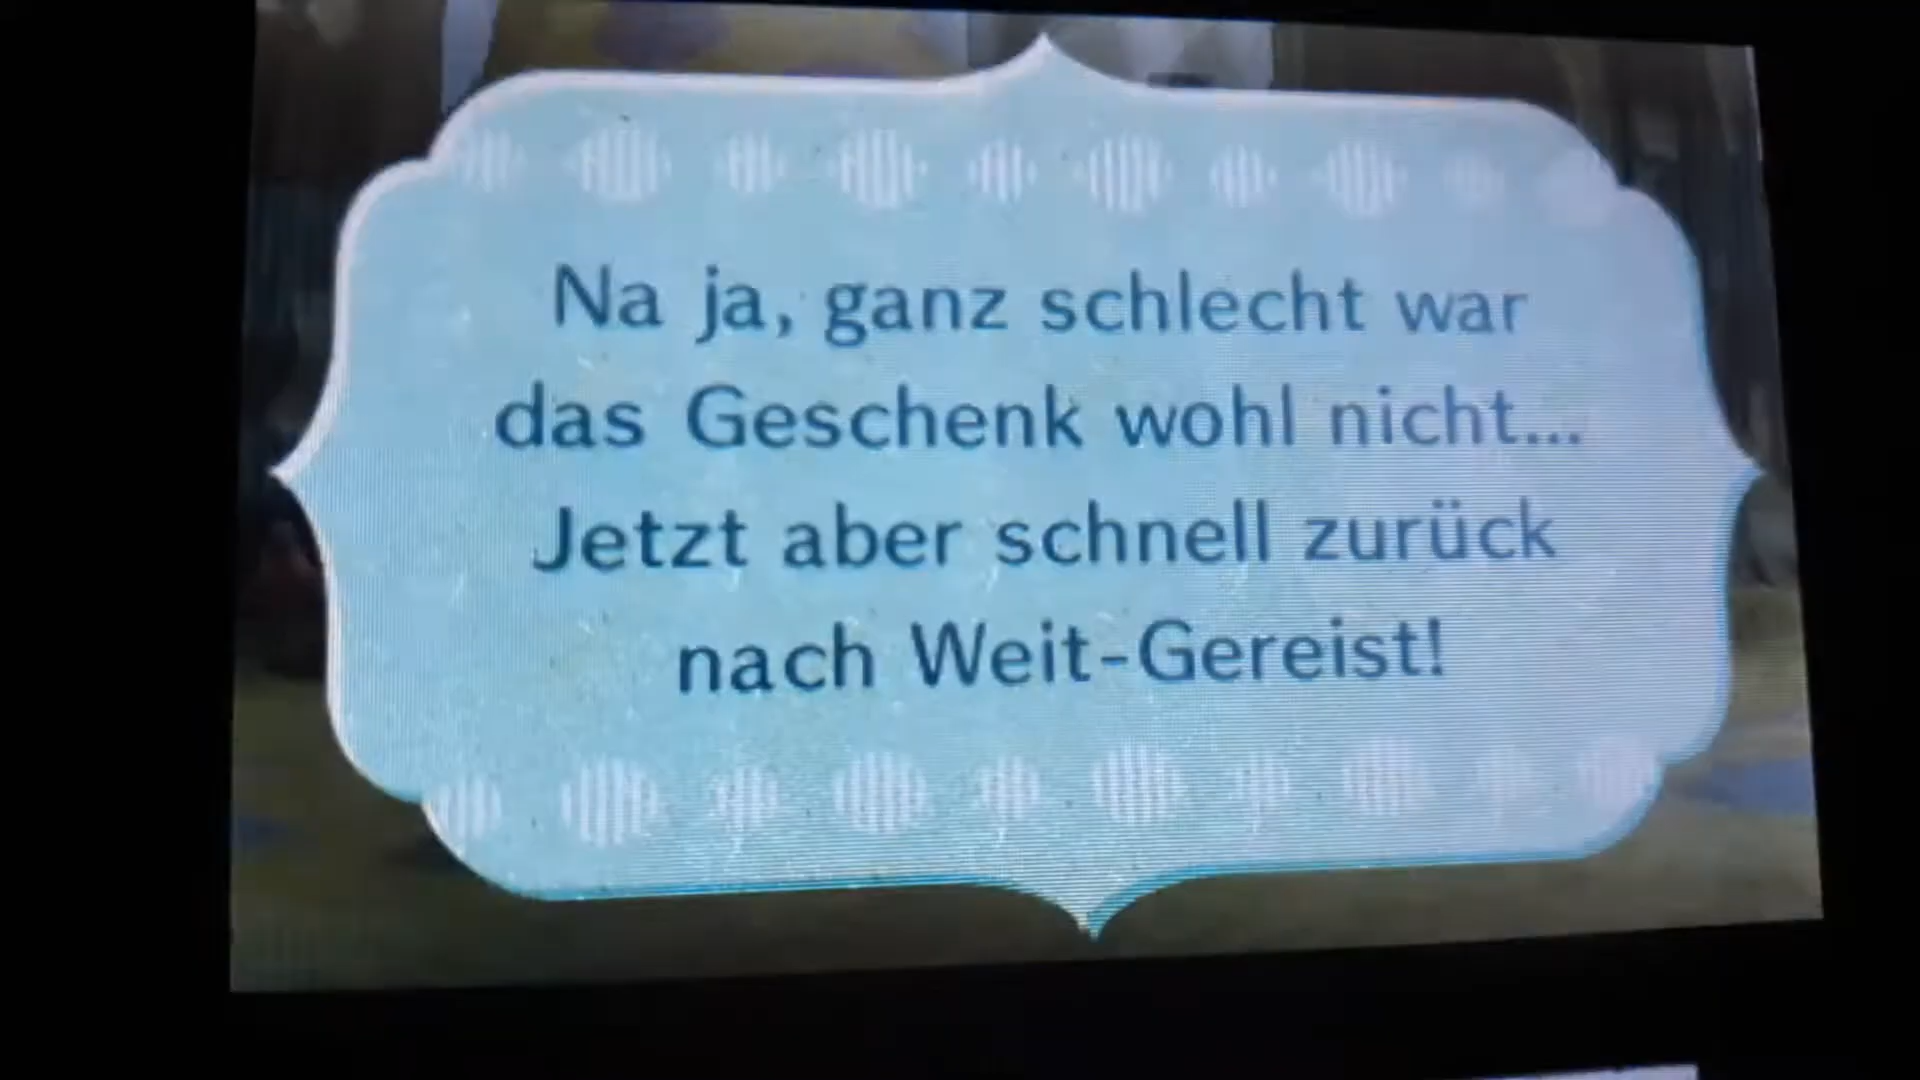 Na ja, ganz schlecht war
das Geschenk wohl nicht...
Jetzt aber schnell zurück
nach Weit-Gereist!